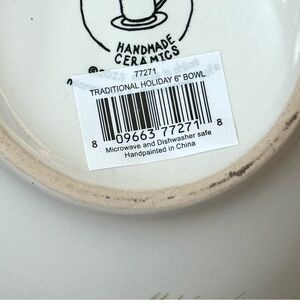 HANDMADE
CERAMICS
©
77271
TRADITIONAL HOLIDAY 6" BOWL
8 09663 77271 8
Microwave and Dishwasher safe
Handpainted in China